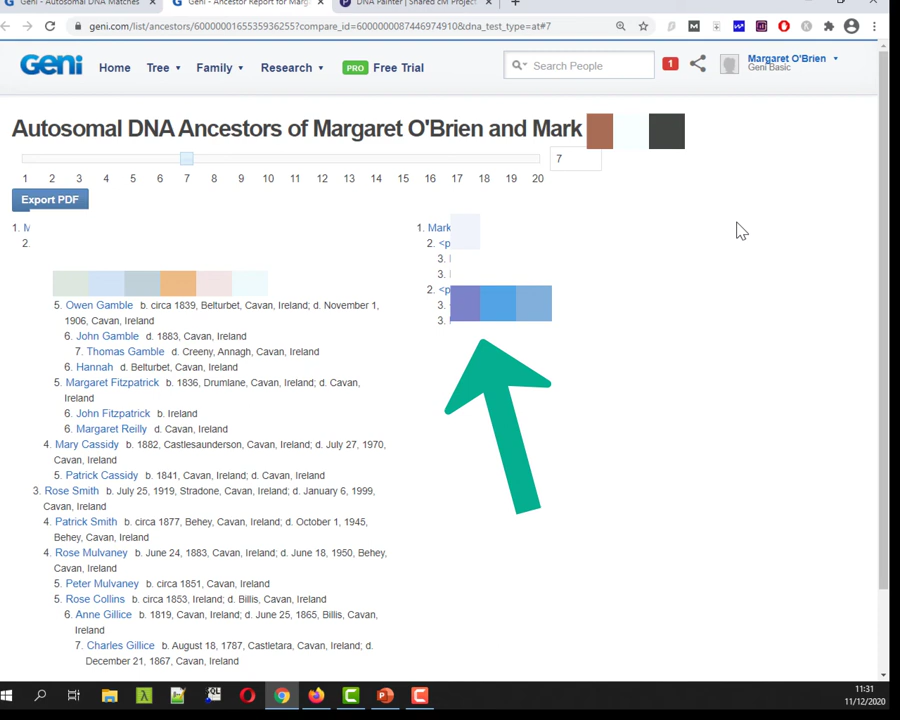 Geni - Autosomal DNA Matches × Geni - Ancestor Report for Marg × DNA Painter | Shared cM Project ×
geni.com/list/ancestors/6000000016553593625​5?compare_id=6000000087446974910&dna_test_type=at#7
Geni Home Tree Family Research PRO Free Trial Search People 1 Margaret O'Brien
Geni Basic
Autosomal DNA Ancestors of Margaret O'Brien and Mark
7
1 2 3 4 5 6 7 8 9 10 11 12 13 14 15 16 17 18 19 20
Export PDF
1. M
2.
5. Owen Gamble b. circa 1839, Belturbet, Cavan, Ireland; d. November 1,
1906, Cavan, Ireland
6. John Gamble d. 1883, Cavan, Ireland
7. Thomas Gamble d. Creeny, Annagh, Cavan, Ireland
6. Hannah d. Belturbet, Cavan, Ireland
5. Margaret Fitzpatrick b. 1836, Drumlane, Cavan, Ireland; d. Cavan,
Ireland
6. John Fitzpatrick b. Ireland
6. Margaret Reilly d. Cavan, Ireland
4. Mary Cassidy b. 1882, Castlesaunderson, Cavan, Ireland; d. July 27, 1970,
Cavan, Ireland
5. Patrick Cassidy b. 1841, Cavan, Ireland; d. Cavan, Ireland
3. Rose Smith b. July 25, 1919, Stradone, Cavan, Ireland; d. January 6, 1999,
Cavan, Ireland
4. Patrick Smith b. circa 1877, Behey, Cavan, Ireland; d. October 1, 1945,
Behey, Cavan, Ireland
4. Rose Mulvaney b. June 24, 1883, Cavan, Ireland; d. June 18, 1950, Behey,
Cavan, Ireland
5. Peter Mulvaney b. circa 1851, Cavan, Ireland
5. Rose Collins b. circa 1853, Ireland; d. Billis, Cavan, Ireland
6. Anne Gillice b. 1819, Cavan, Ireland; d. June 25, 1865, Billis, Cavan,
Ireland
7. Charles Gillice b. August 18, 1787, Castletara, Cavan, Ireland; d.
December 21, 1867, Cavan, Ireland
1. Mark
2. <p
3.
3.
2. <p
3.
3.
11:31
11/12/2020